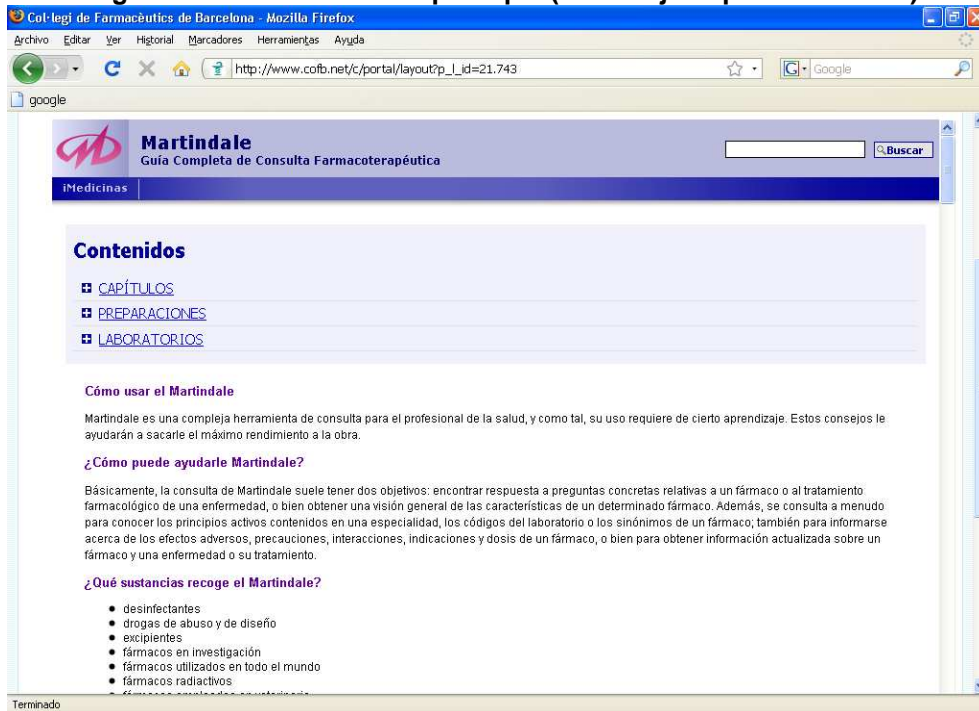 Col·legi de Farmacèutics de Barcelona - Mozilla Firefox
Archivo Editar Ver Historial Marcadores Herramientas Ayuda
http://www.cofb.net/c/portal/layout?p_l_id=21.743
G Google
google
Martindale
Guía Completa de Consulta Farmacoterapéutica
Buscar
iMedicinas
Contenidos
CAPÍTULOS
PREPARACIONES
LABORATORIOS
Cómo usar el Martindale
Martindale es una compleja herramienta de consulta para el profesional de la salud, y como tal, su uso requiere de cierto aprendizaje. Estos consejos le
ayudarán a sacarle el máximo rendimiento a la obra.
¿Cómo puede ayudarle Martindale?
Básicamente, la consulta de Martindale suele tener dos objetivos: encontrar respuesta a preguntas concretas relativas a un fármaco o al tratamiento
farmacológico de una enfermedad, o bien obtener una visión general de las características de un determinado fármaco. Además, se consulta a menudo
para conocer los principios activos contenidos en una especialidad, los códigos del laboratorio o los sinónimos de un fármaco; también para informarse
acerca de los efectos adversos, precauciones, interacciones, indicaciones y dosis de un fármaco, o bien para obtener información actualizada sobre un
fármaco y una enfermedad o su tratamiento.
¿Qué sustancias recoge el Martindale?
desinfectantes
drogas de abuso y de diseño
excipientes
fármacos en investigación
fármacos utilizados en todo el mundo
fármacos radiactivos
Terminado